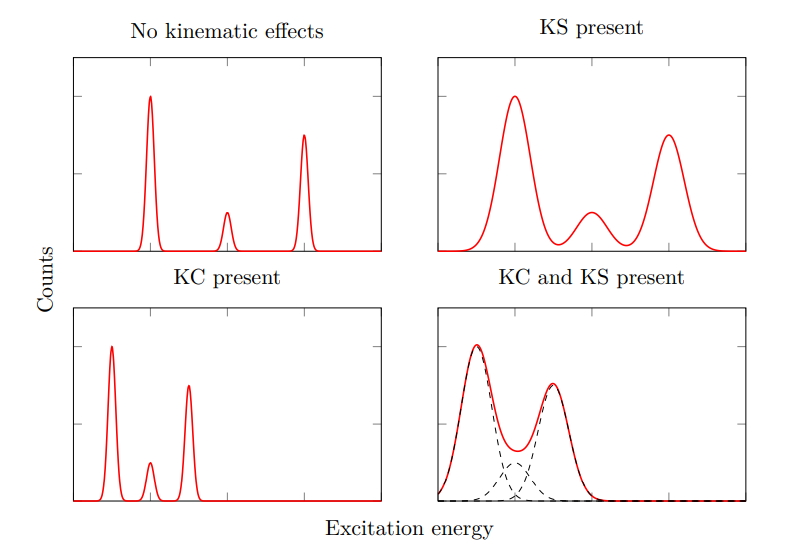 No kinematic effects
KS present
Counts
KC present
KC and KS present
Excitation energy